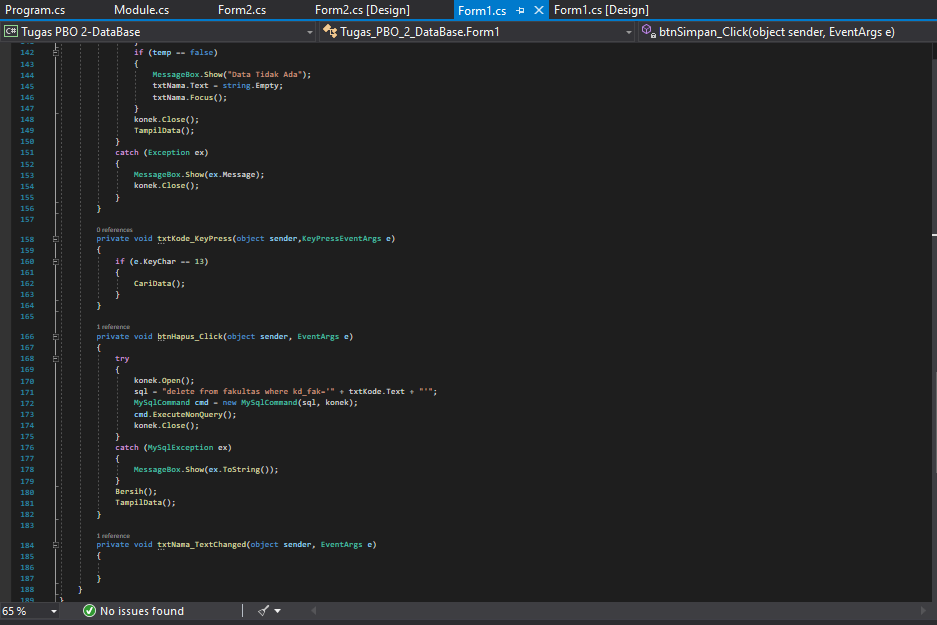 Program.cs Module.cs Form2.cs Form2.cs [Design] Form1.cs Form1.cs [Design]
C# Tugas PBO 2-DataBase Tugas_PBO_2_DataBase.Form1 btnSimpan_Click(object sender, EventArgs e)
142 if (temp == false)
143 {
144 MessageBox.Show("Data Tidak Ada");
145 txtNama.Text = string.Empty;
146 txtNama.Focus();
147 }
148 konek.Close();
149 TampilData();
150 }
151 catch (Exception ex)
152 {
153 MessageBox.Show(ex.Message);
154 konek.Close();
155 }
156 }
157
0 references
158 private void txtKode_KeyPress(object sender,KeyPressEventArgs e)
159 {
160 if (e.KeyChar == 13)
161 {
162 CariData();
163 }
164 }
165
1 reference
166 private void btnHapus_Click(object sender, EventArgs e)
167 {
168 try
169 {
170 konek.Open();
171 sql = "delete from fakultas where kd_fak='" + txtKode.Text + "'";
172 MySqlCommand cmd = new MySqlCommand(sql, konek);
173 cmd.ExecuteNonQuery();
174 konek.Close();
175 }
176 catch (MySqlException ex)
177 {
178 MessageBox.Show(ex.ToString());
179 }
180 Bersih();
181 TampilData();
182 }
183
1 reference
184 private void txtNama_TextChanged(object sender, EventArgs e)
185 {
186
187 }
188 }
189 }
65 % No issues found